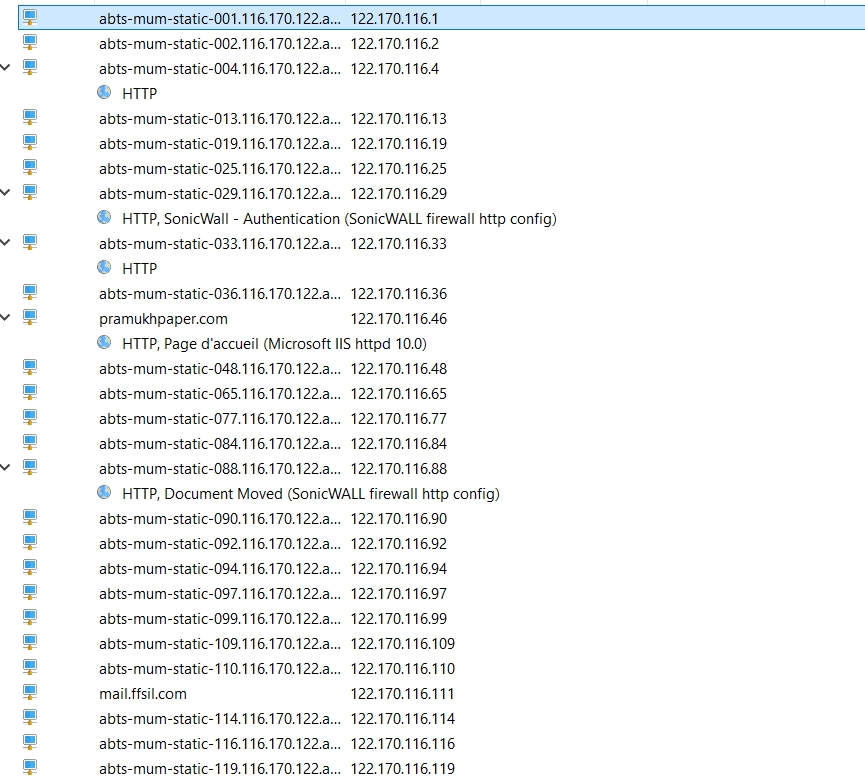 abts-mum-static-001.116.170.122.a... 122.170.116.1
abts-mum-static-002.116.170.122.a... 122.170.116.2
abts-mum-static-004.116.170.122.a... 122.170.116.4
HTTP
abts-mum-static-013.116.170.122.a... 122.170.116.13
abts-mum-static-019.116.170.122.a... 122.170.116.19
abts-mum-static-025.116.170.122.a... 122.170.116.25
abts-mum-static-029.116.170.122.a... 122.170.116.29
HTTP, SonicWall - Authentication (SonicWALL firewall http config)
abts-mum-static-033.116.170.122.a... 122.170.116.33
HTTP
abts-mum-static-036.116.170.122.a... 122.170.116.36
pramukhpaper.com 122.170.116.46
HTTP, Page d'accueil (Microsoft IIS httpd 10.0)
abts-mum-static-048.116.170.122.a... 122.170.116.48
abts-mum-static-065.116.170.122.a... 122.170.116.65
abts-mum-static-077.116.170.122.a... 122.170.116.77
abts-mum-static-084.116.170.122.a... 122.170.116.84
abts-mum-static-088.116.170.122.a... 122.170.116.88
HTTP, Document Moved (SonicWALL firewall http config)
abts-mum-static-090.116.170.122.a... 122.170.116.90
abts-mum-static-092.116.170.122.a... 122.170.116.92
abts-mum-static-094.116.170.122.a... 122.170.116.94
abts-mum-static-097.116.170.122.a... 122.170.116.97
abts-mum-static-099.116.170.122.a... 122.170.116.99
abts-mum-static-109.116.170.122.a... 122.170.116.109
abts-mum-static-110.116.170.122.a... 122.170.116.110
mail.ffsil.com 122.170.116.111
abts-mum-static-114.116.170.122.a... 122.170.116.114
abts-mum-static-116.116.170.122.a... 122.170.116.116
abts-mum-static-119.116.170.122.a... 122.170.116.119